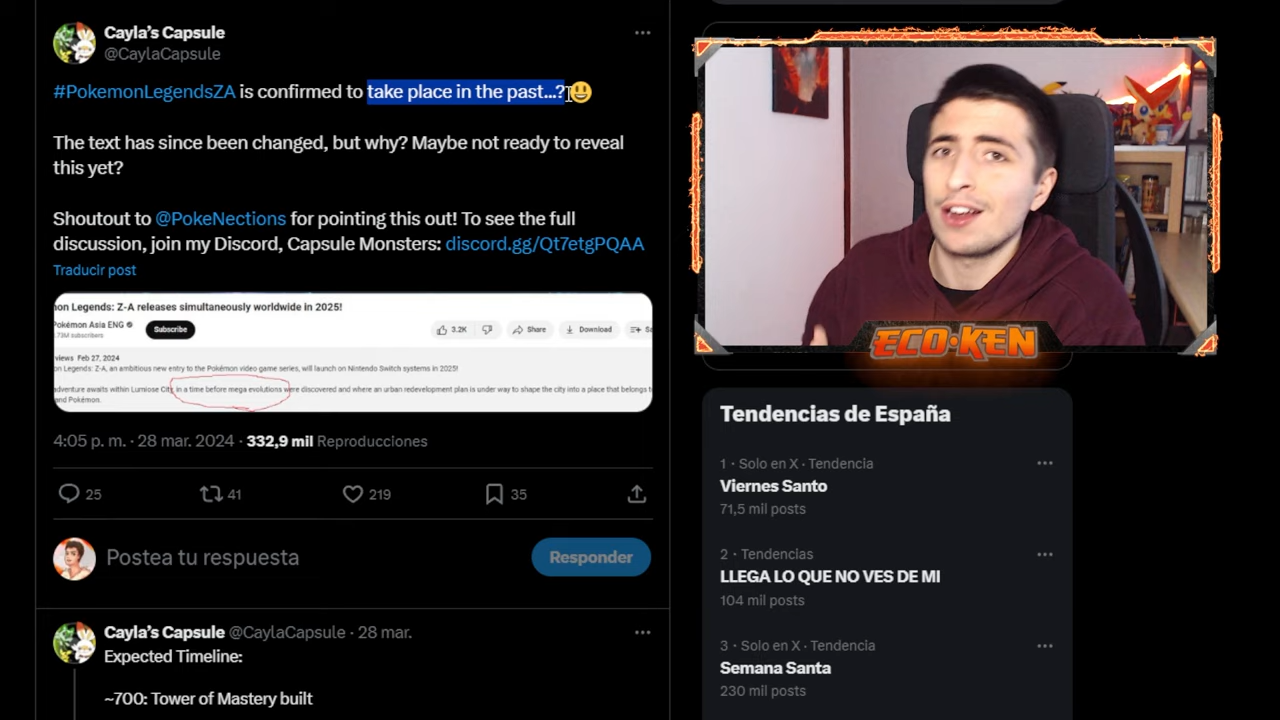 Cayla's Capsule
@CaylaCapsule
#PokemonLegendsZA is confirmed to take place in the past...?
The text has since been changed, but why? Maybe not ready to reveal
this yet?
Shoutout to @PokeNections for pointing this out! To see the full
discussion, join my Discord, Capsule Monsters: discord.gg/Qt7etgPQAA
Traducir post
on Legends: Z-A releases simultaneously worldwide in 2025!
Pokémon Asia ENG
subscribers
Subscribe
3.2K
Share
Download
views Feb 27, 2024
on Legends: Z-A, an ambitious new entry to the Pokémon video game series, will launch on Nintendo Switch systems in 2025!
adventure awaits within Lumiose City in a time before mega evolutions were discovered and where an urban redevelopment plan is under way to shape the city into a place that belongs to
and Pokémon.
4:05 p. m. · 28 mar. 2024 · 332,9 mil Reproducciones
25
41
219
35
Postea tu respuesta
Responder
Cayla's Capsule @CaylaCapsule · 28 mar.
Expected Timeline:
~700: Tower of Mastery built
ECO·KEN
Tendencias de España
1 · Solo en X · Tendencia
Viernes Santo
71,5 mil posts
2 · Tendencias
LLEGA LO QUE NO VES DE MI
104 mil posts
3 · Solo en X · Tendencia
Semana Santa
230 mil posts